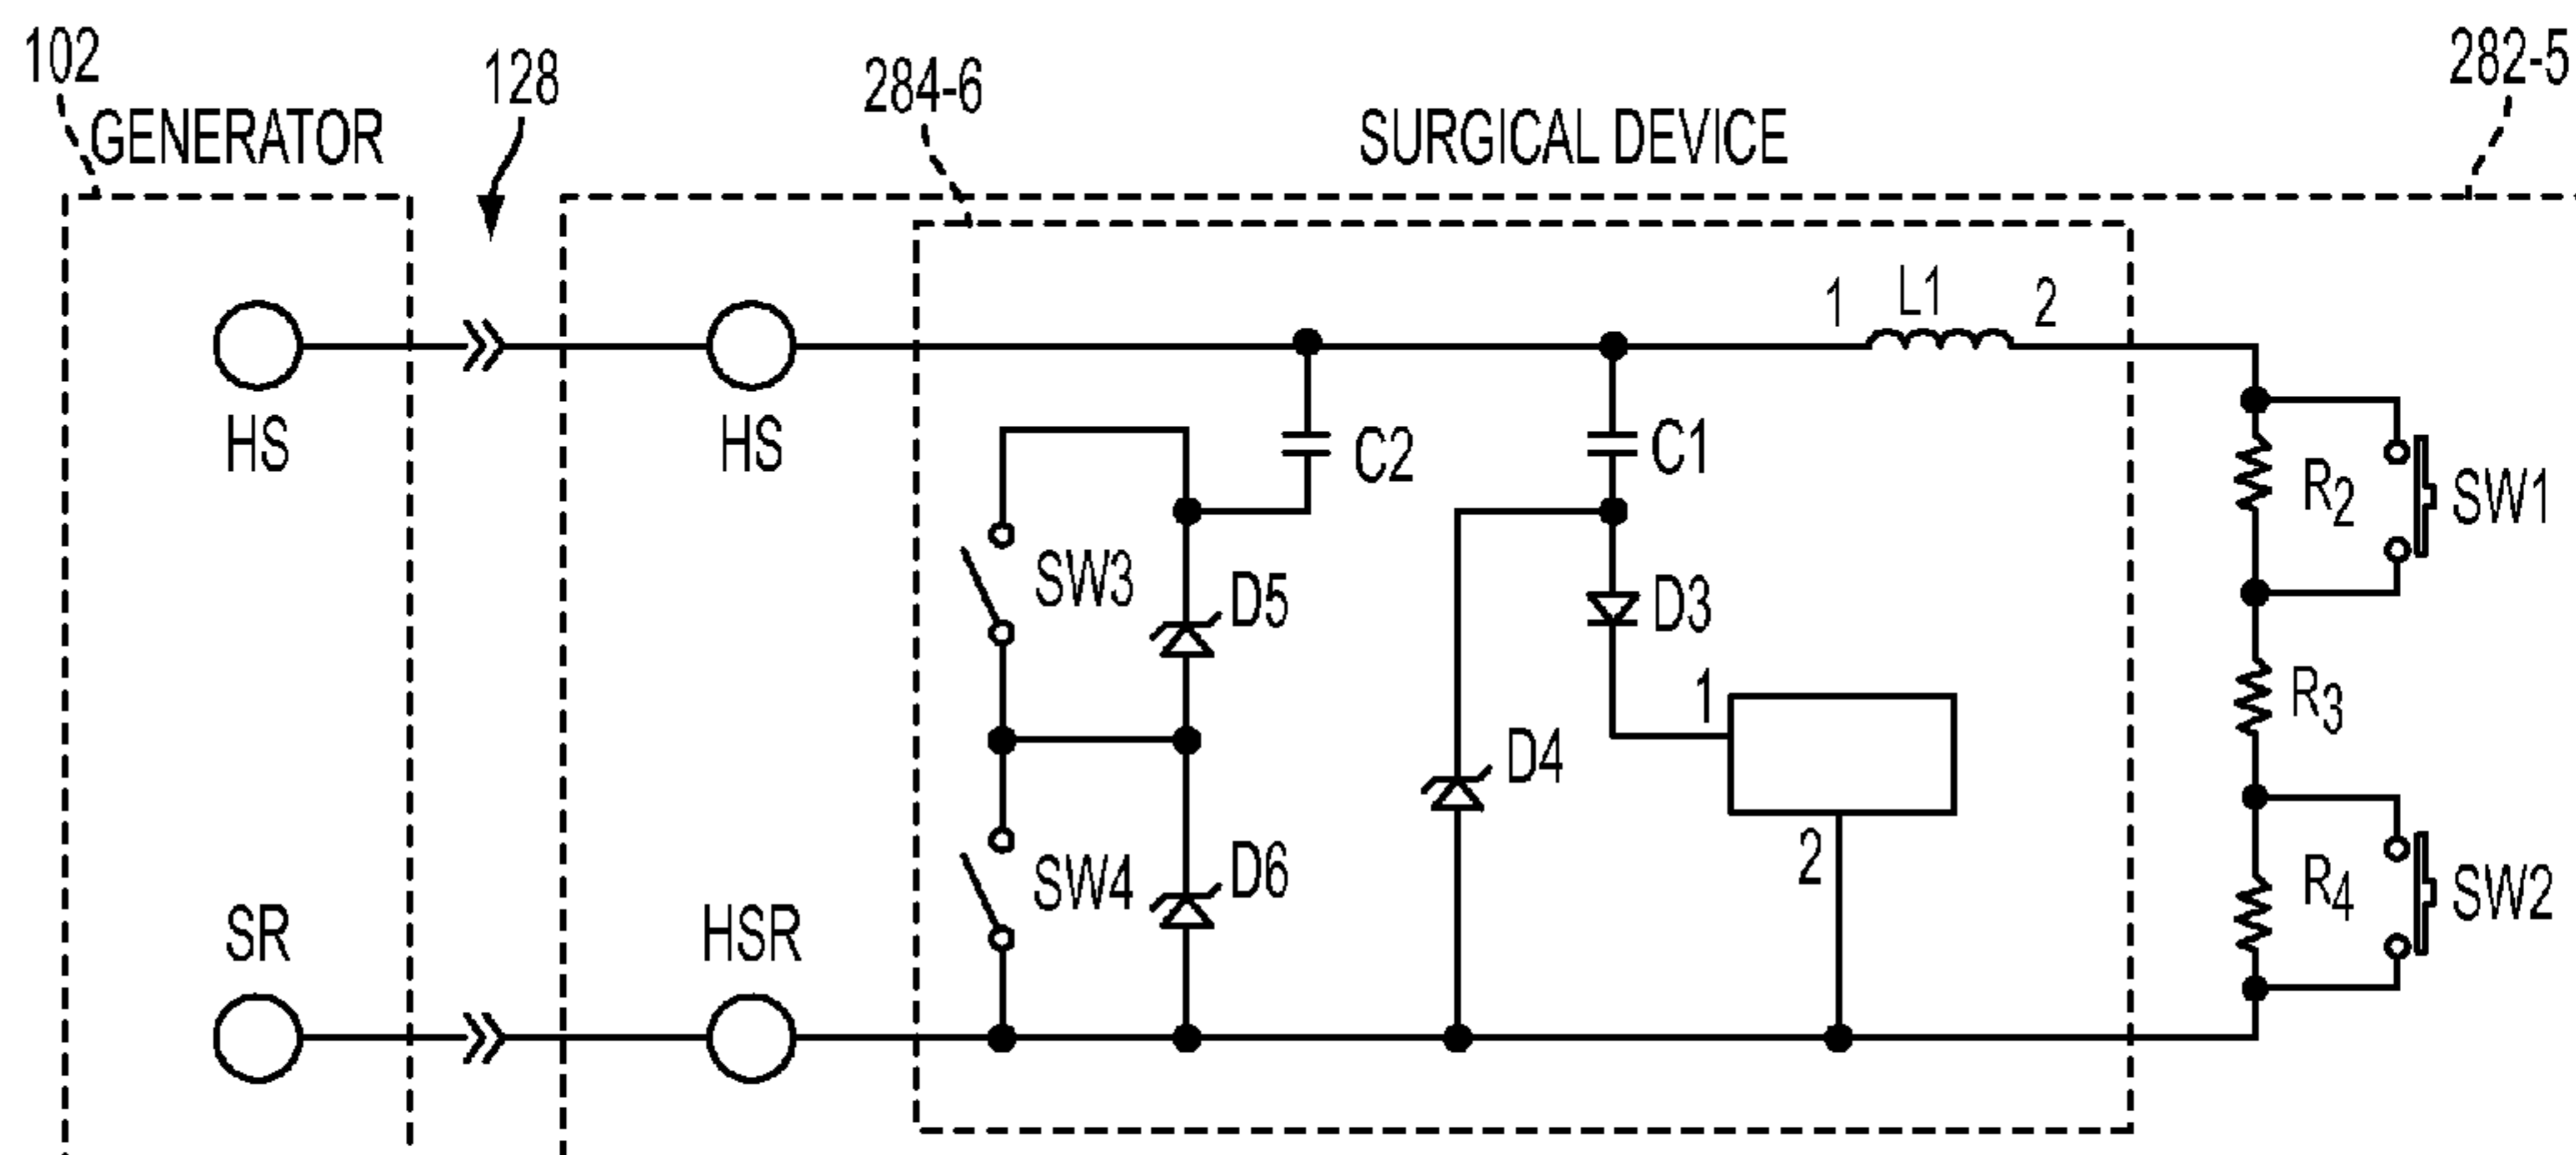 102
GENERATOR
128
284-6
SURGICAL DEVICE
282-5
1
L1
2
HS
HS
C2
C1
R2
SW1
SW3
D5
D3
1
R3
D4
2
SW4
D6
R4
SW2
SR
HSR